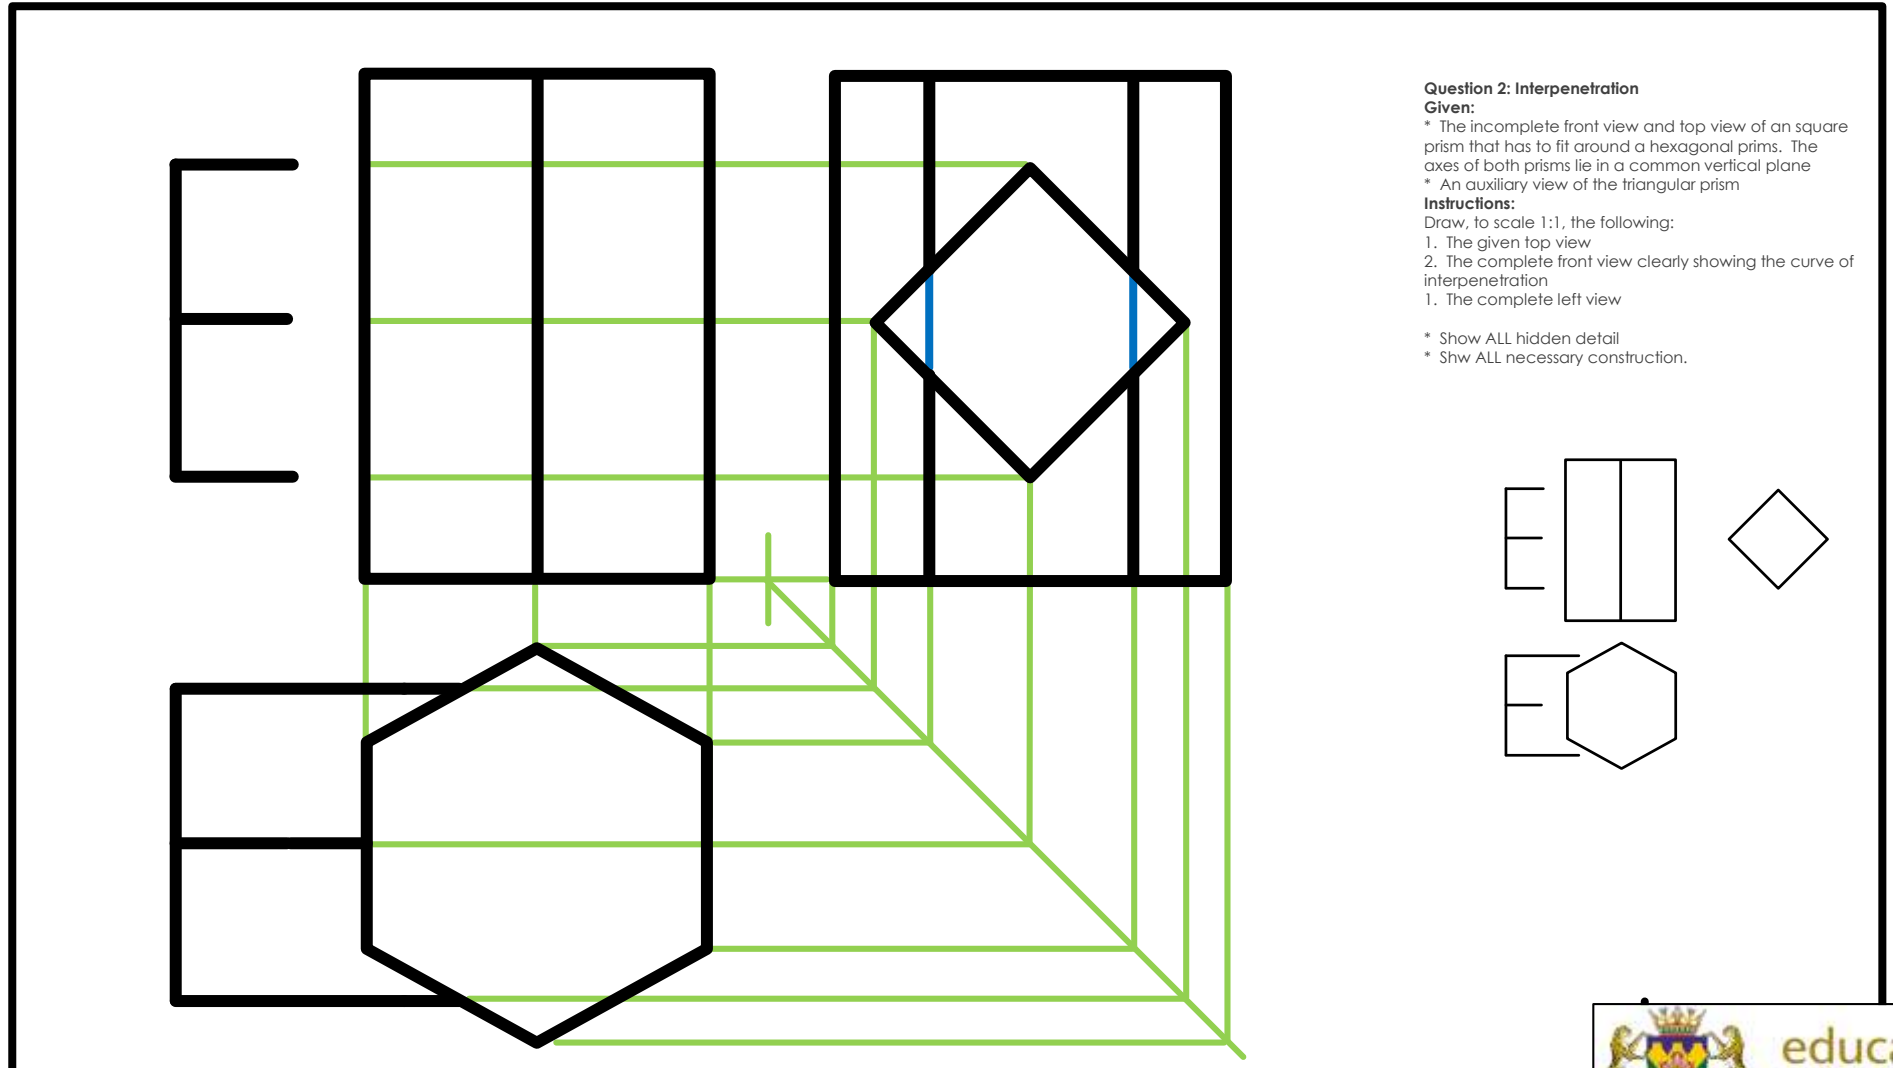 Question 2: Interpenetration
Given:
* The incomplete front view and top view of an square
prism that has to fit around a hexagonal prims. The
axes of both prisms lie in a common vertical plane
* An auxiliary view of the triangular prism
Instructions:
Draw, to scale 1:1, the following:
1. The given top view
2. The complete front view clearly showing the curve of
interpenetration
1. The complete left view
* Show ALL hidden detail
* Shw ALL necessary construction.
educa